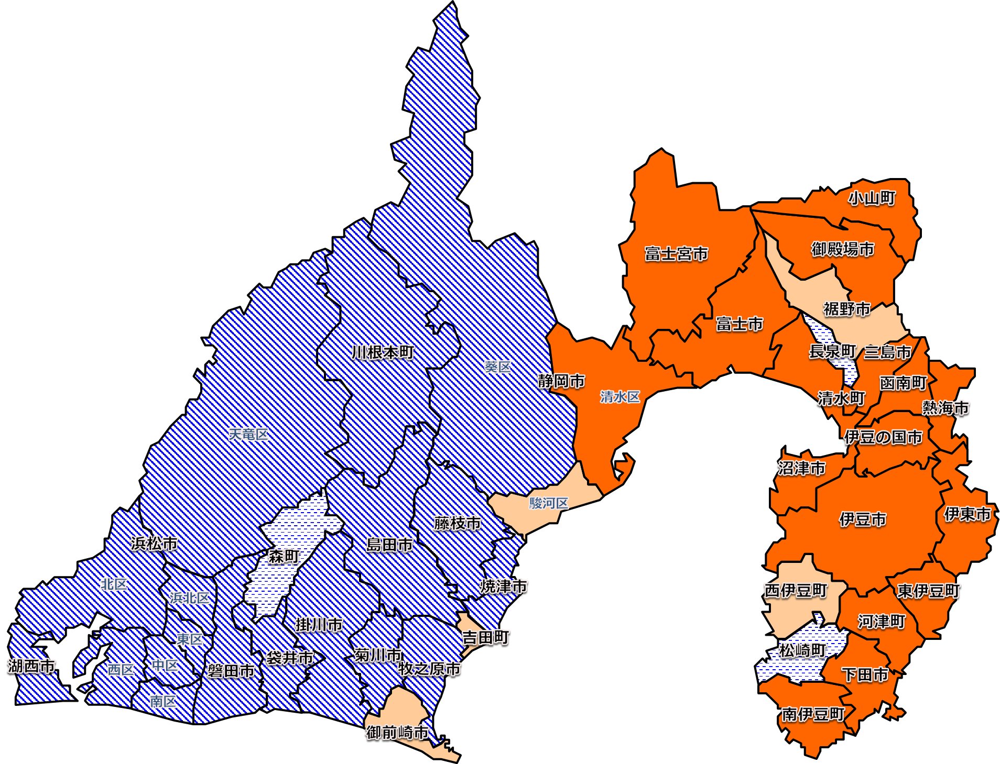 小山町
御殿場市
富士宮市
裾野市
富士市
長泉町
三島市
川根本町
葵区
静岡市
函南町
清水区
清水町
熱海市
天竜区
伊豆の国市
沼津市
駿河区
伊東市
伊豆市
藤枝市
浜松市
島田市
森町
北区
焼津市
西伊豆町
東伊豆町
浜北区
河津町
掛川市
東区
吉田町
松崎町
菊川市
袋井市
湖西市
中区
西区
牧之原市
磐田市
下田市
南区
南伊豆町
御前崎市